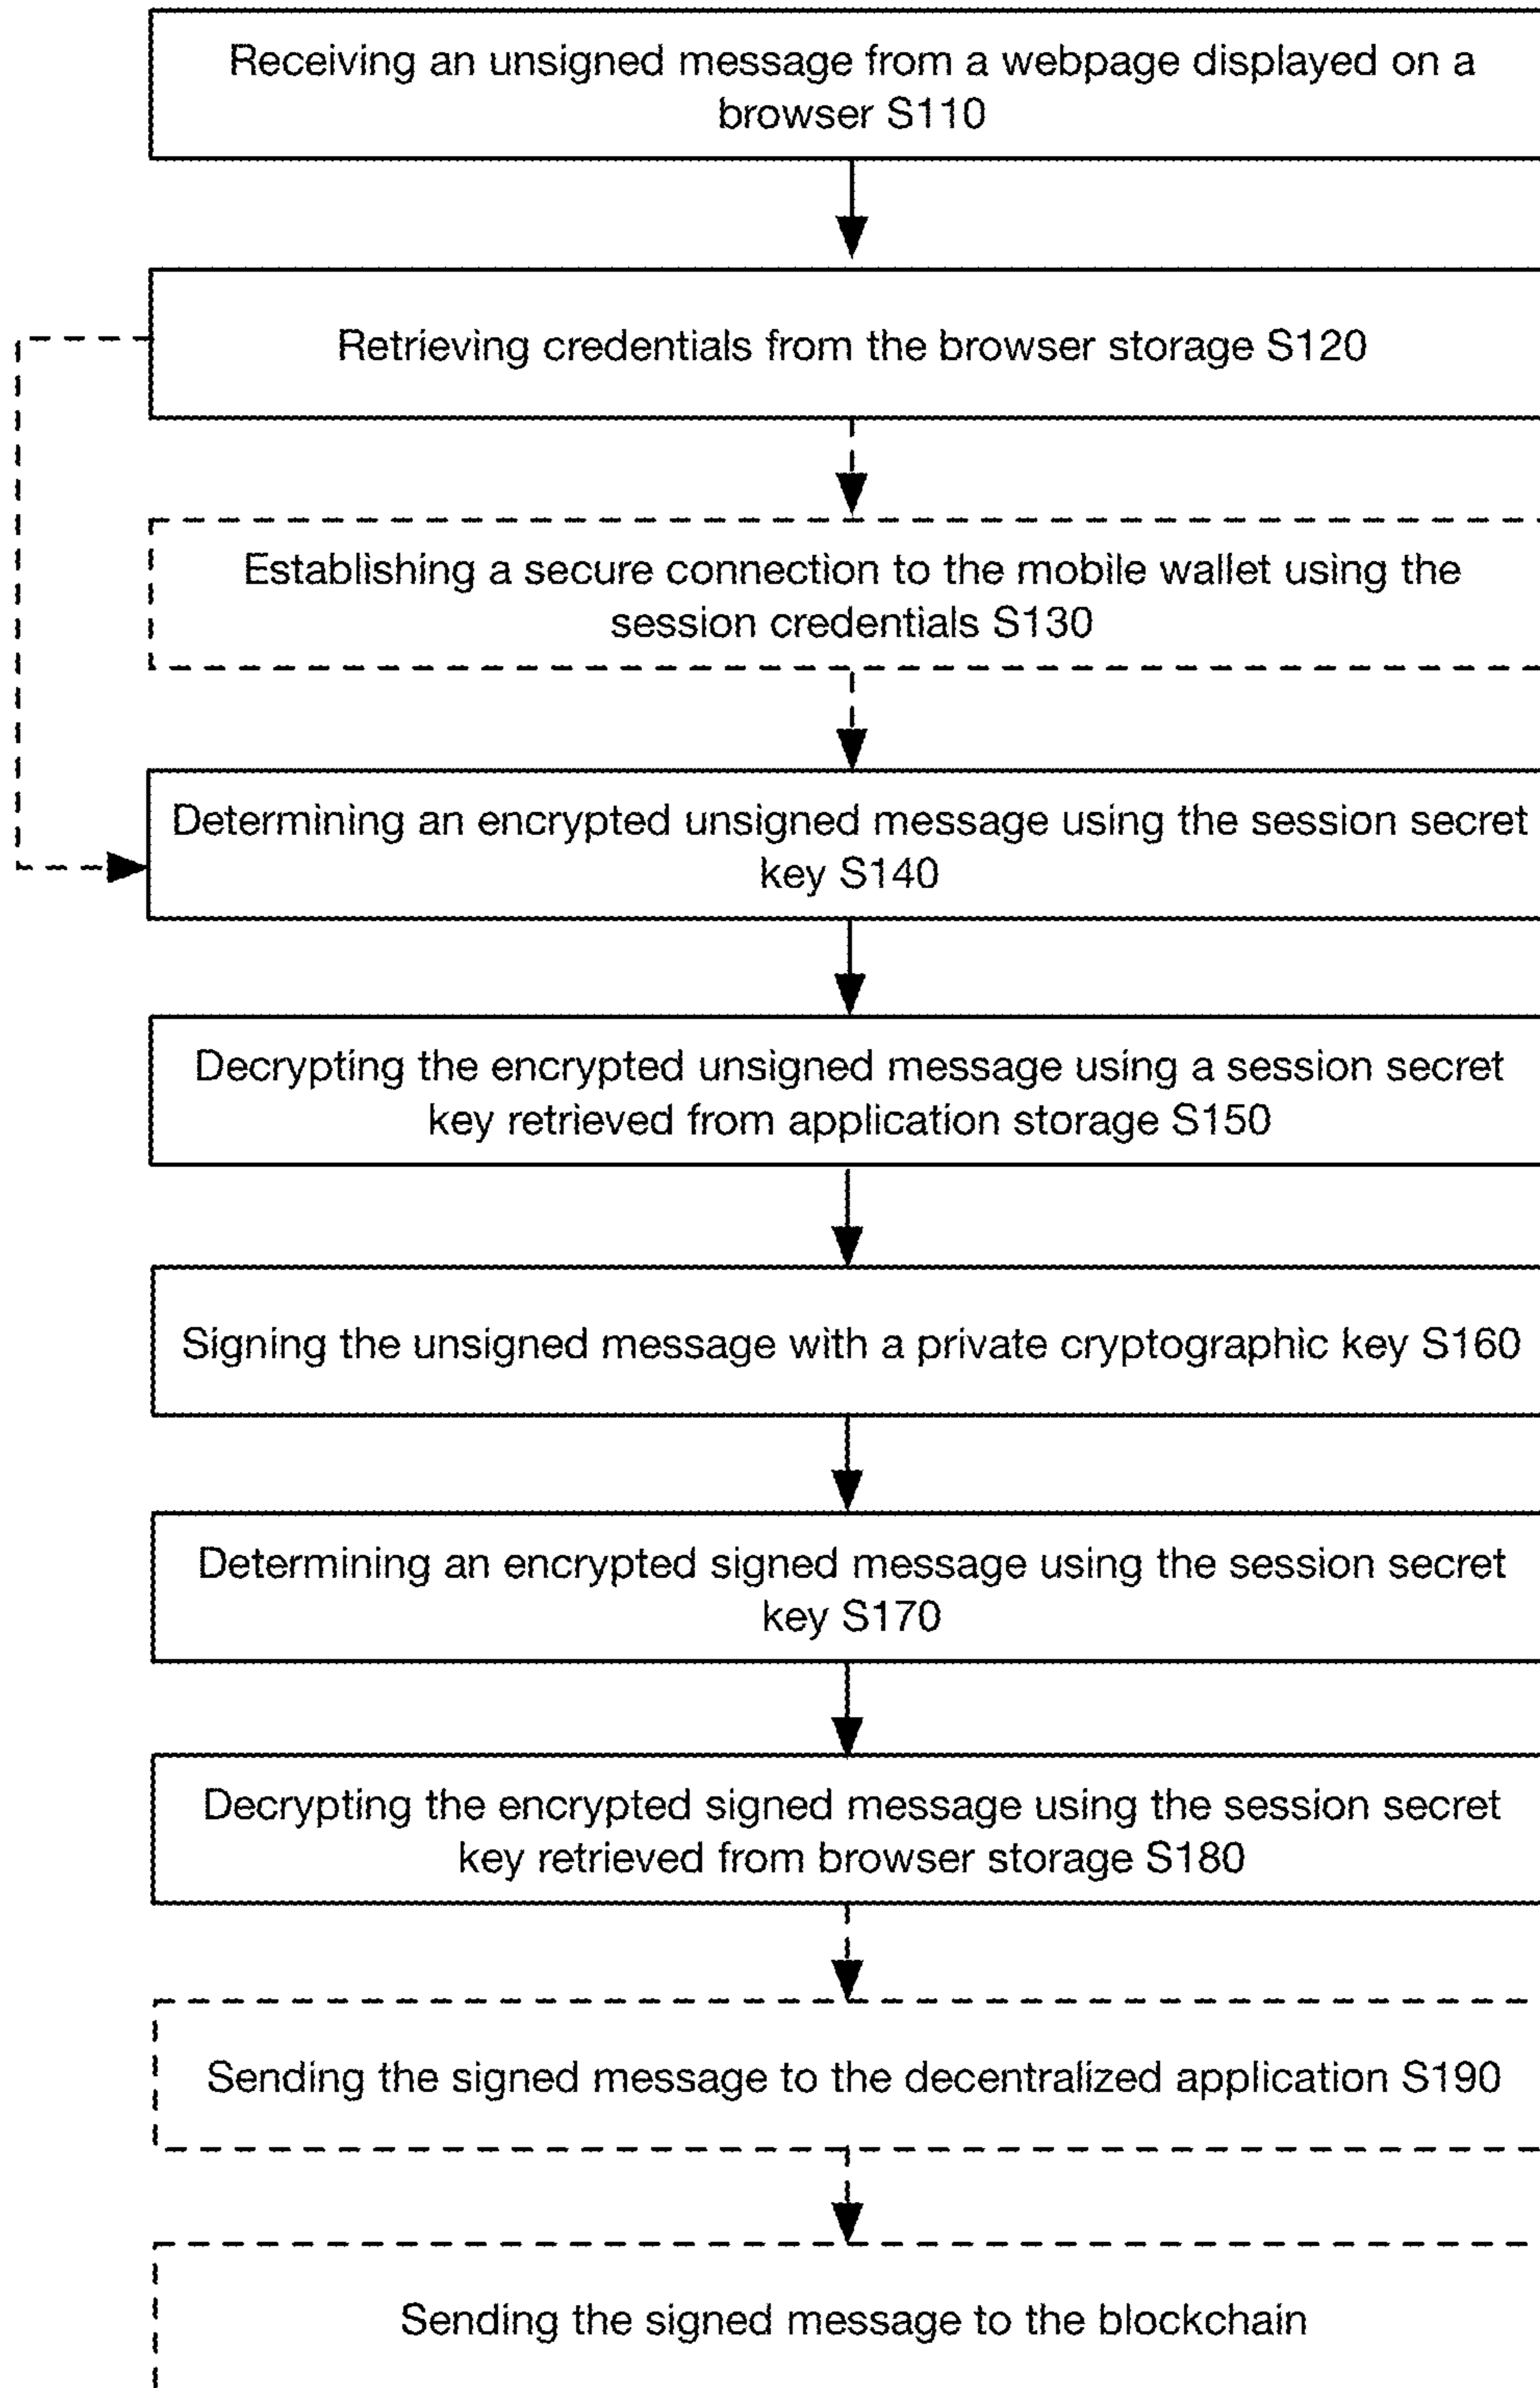 Receiving an unsigned message from a webpage displayed on a
browser S110
Retrieving credentials from the browser storage S120
Establishing a secure connection to the mobile wallet using the
session credentials S130
Determining an encrypted unsigned message using the session secret
key S140
Decrypting the encrypted unsigned message using a session secret
key retrieved from application storage S150
Signing the unsigned message with a private cryptographic key S160
Determining an encrypted signed message using the session secret
key S170
Decrypting the encrypted signed message using the session secret
key retrieved from browser storage S180
Sending the signed message to the decentralized application S190
Sending the signed message to the blockchain